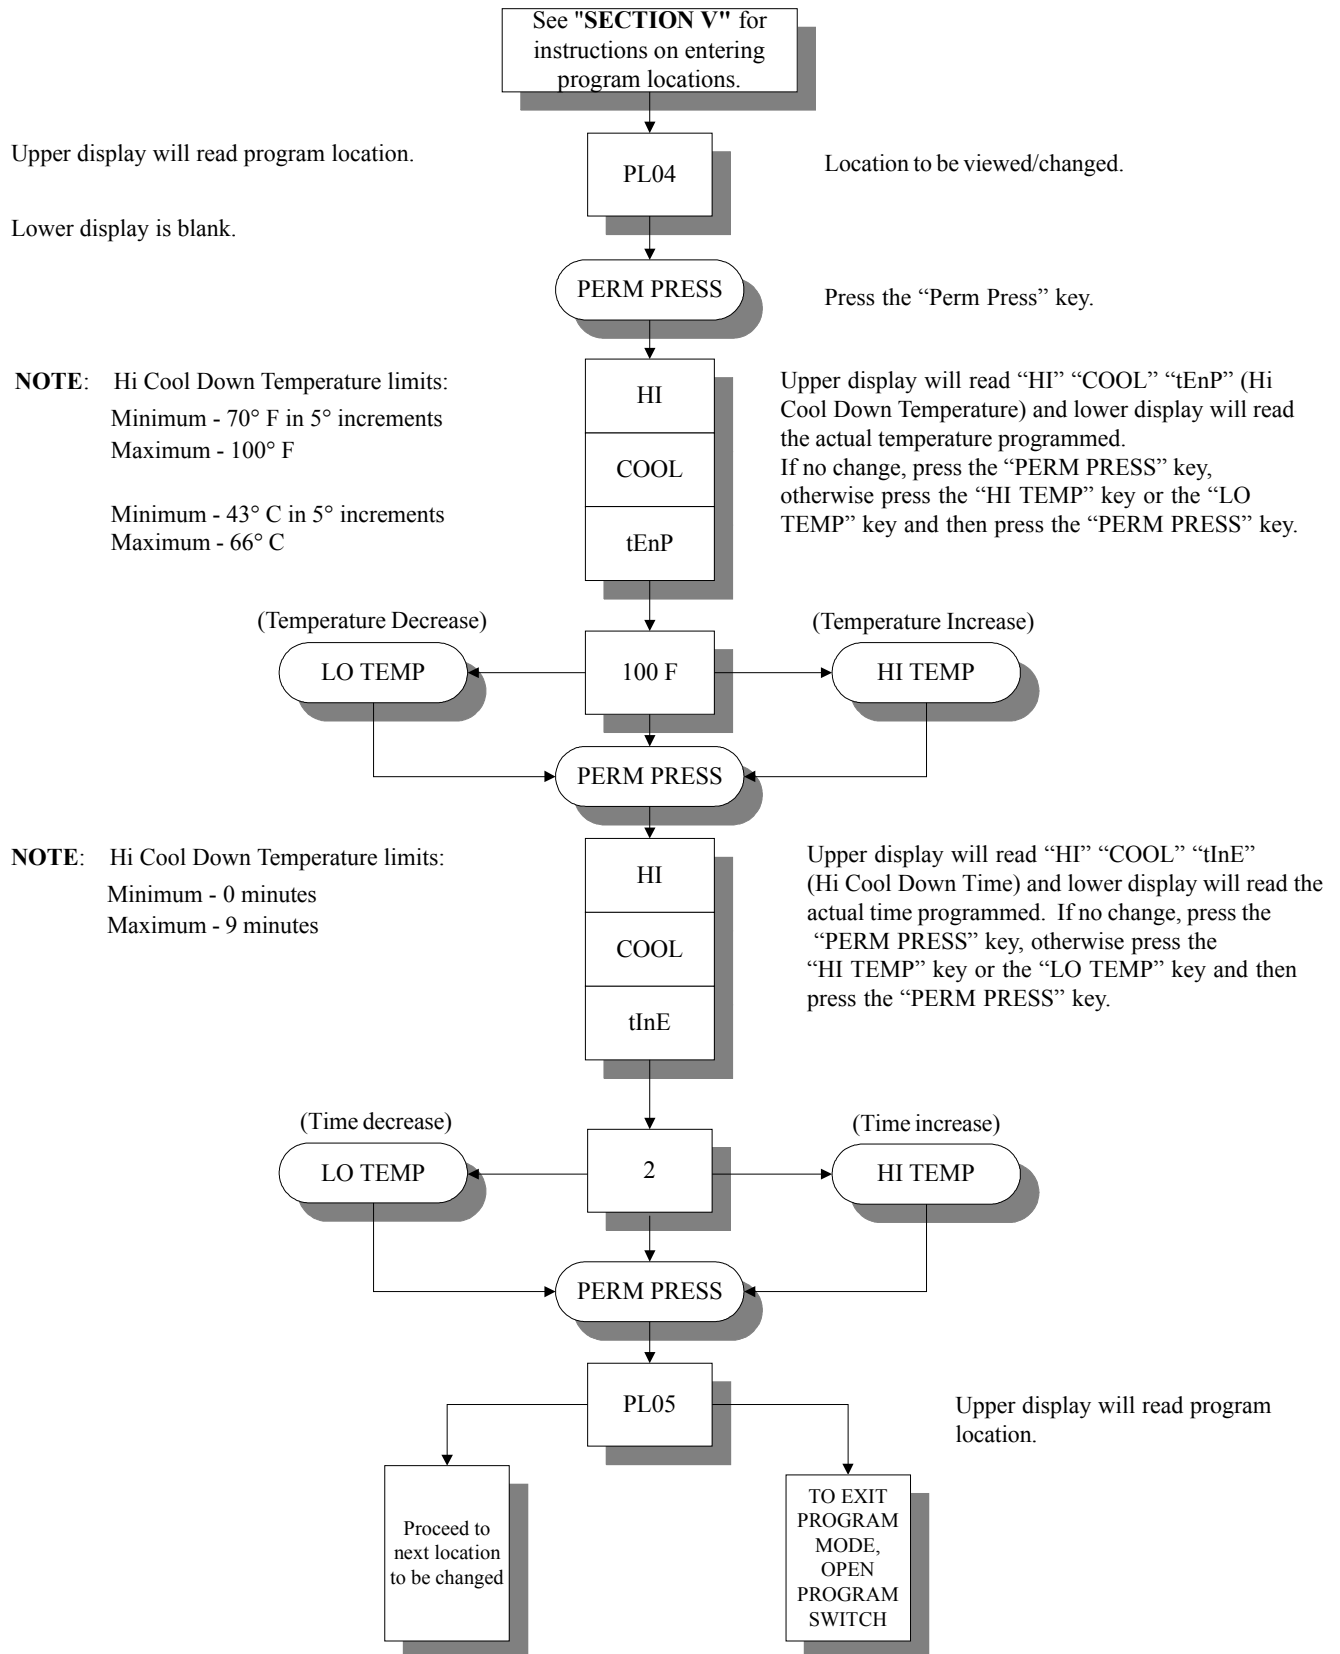 See "SECTION V" for
instructions on entering
program locations.
Upper display will read program location.
PL04
Location to be viewed/changed.
Lower display is blank.
PERM PRESS
Press the “Perm Press” key.
NOTE: Hi Cool Down Temperature limits:
Minimum - 70° F in 5° increments
Maximum - 100° F
Minimum - 43° C in 5° increments
Maximum - 66° C
HI
COOL
tEnP
Upper display will read “HI” “COOL” “tEnP” (Hi
Cool Down Temperature) and lower display will read
the actual temperature programmed.
If no change, press the “PERM PRESS” key,
otherwise press the “HI TEMP” key or the “LO
TEMP” key and then press the “PERM PRESS” key.
(Temperature Decrease)
(Temperature Increase)
LO TEMP
100 F
HI TEMP
PERM PRESS
NOTE: Hi Cool Down Temperature limits:
Minimum - 0 minutes
Maximum - 9 minutes
HI
COOL
tInE
Upper display will read “HI” “COOL” “tInE”
(Hi Cool Down Time) and lower display will read the
actual time programmed. If no change, press the
“PERM PRESS” key, otherwise press the
“HI TEMP” key or the “LO TEMP” key and then
press the “PERM PRESS” key.
(Time decrease)
(Time increase)
LO TEMP
2
HI TEMP
PERM PRESS
PL05
Upper display will read program
location.
Proceed to
next location
to be changed
TO EXIT
PROGRAM
MODE,
OPEN
PROGRAM
SWITCH